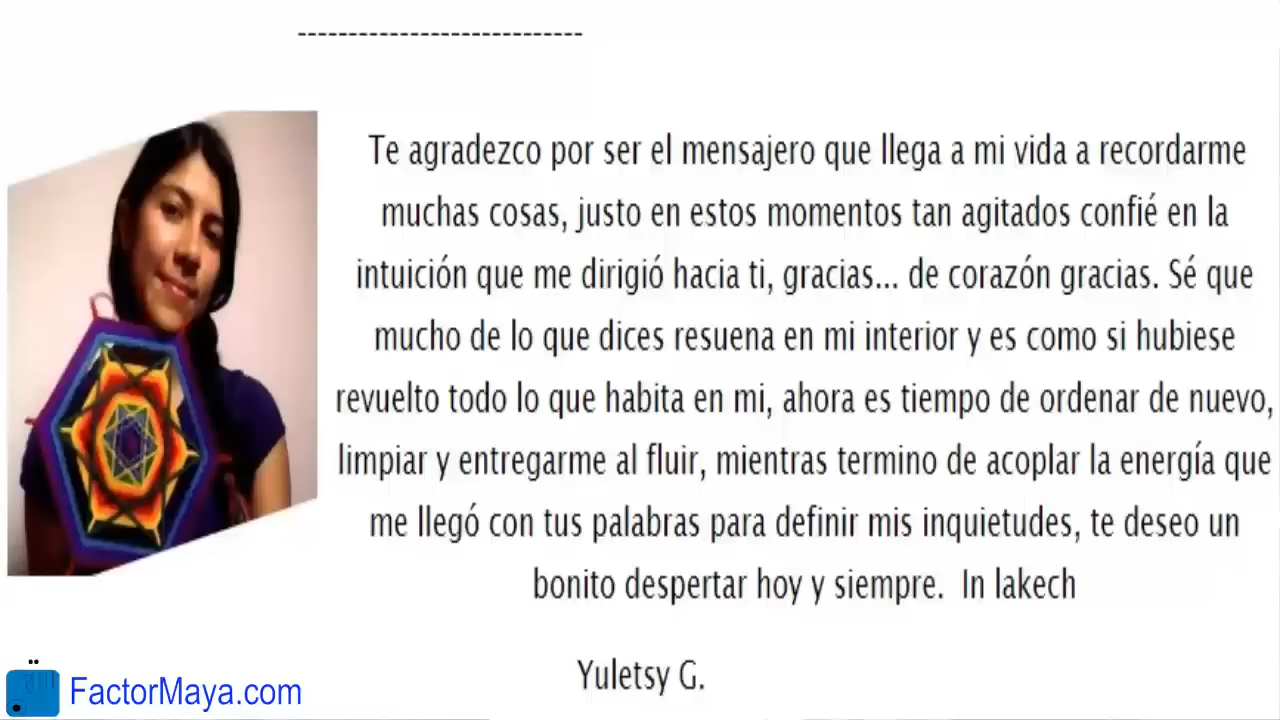 ----------------------------
Te agradezco por ser el mensajero que llega a mi vida a recordarme
muchas cosas, justo en estos momentos tan agitados confié en la
intuición que me dirigió hacia ti, gracias... de corazón gracias. Sé que
mucho de lo que dices resuena en mi interior y es como si hubiese
revuelto todo lo que habita en mi, ahora es tiempo de ordenar de nuevo,
limpiar y entregarme al fluir, mientras termino de acoplar la energía que
me llegó con tus palabras para definir mis inquietudes, te deseo un
bonito despertar hoy y siempre.  In lakech
Yuletsy G.
FactorMaya.com